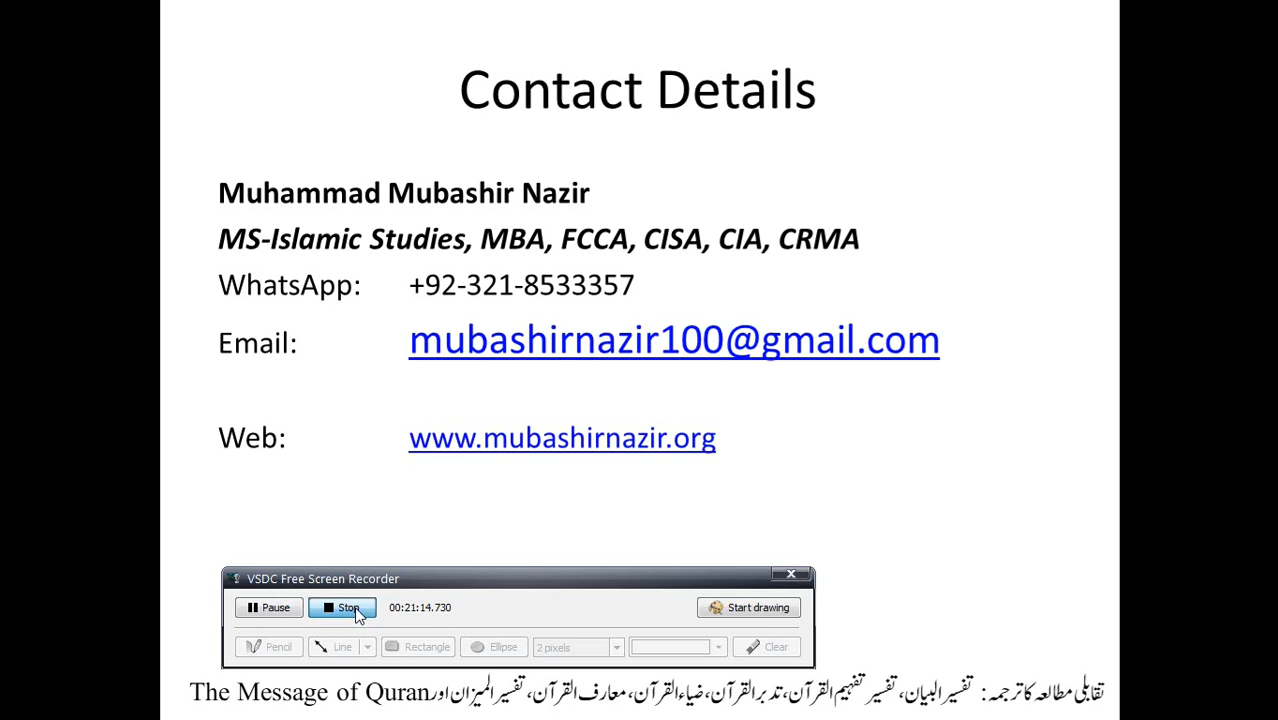 Contact Details
Muhammad Mubashir Nazir
MS-Islamic Studies, MBA, FCCA, CISA, CIA, CRMA
WhatsApp: +92-321-8533357
Email: mubashirnazir100@gmail.com
Web: www.mubashirnazir.org
VSDC Free Screen Recorder
Pause Stop 00:21:14.730 Start drawing
Pencil Line Rectangle Ellipse 2 pixels Clear
تقابلی مطالعہ کا ترجمہ: تفسیر البیان، تفسیر تفہیم القرآن، تدبر القرآن، ضیاء القرآن، معارف القرآن، تفسیر المیزان اور The Message of Quran